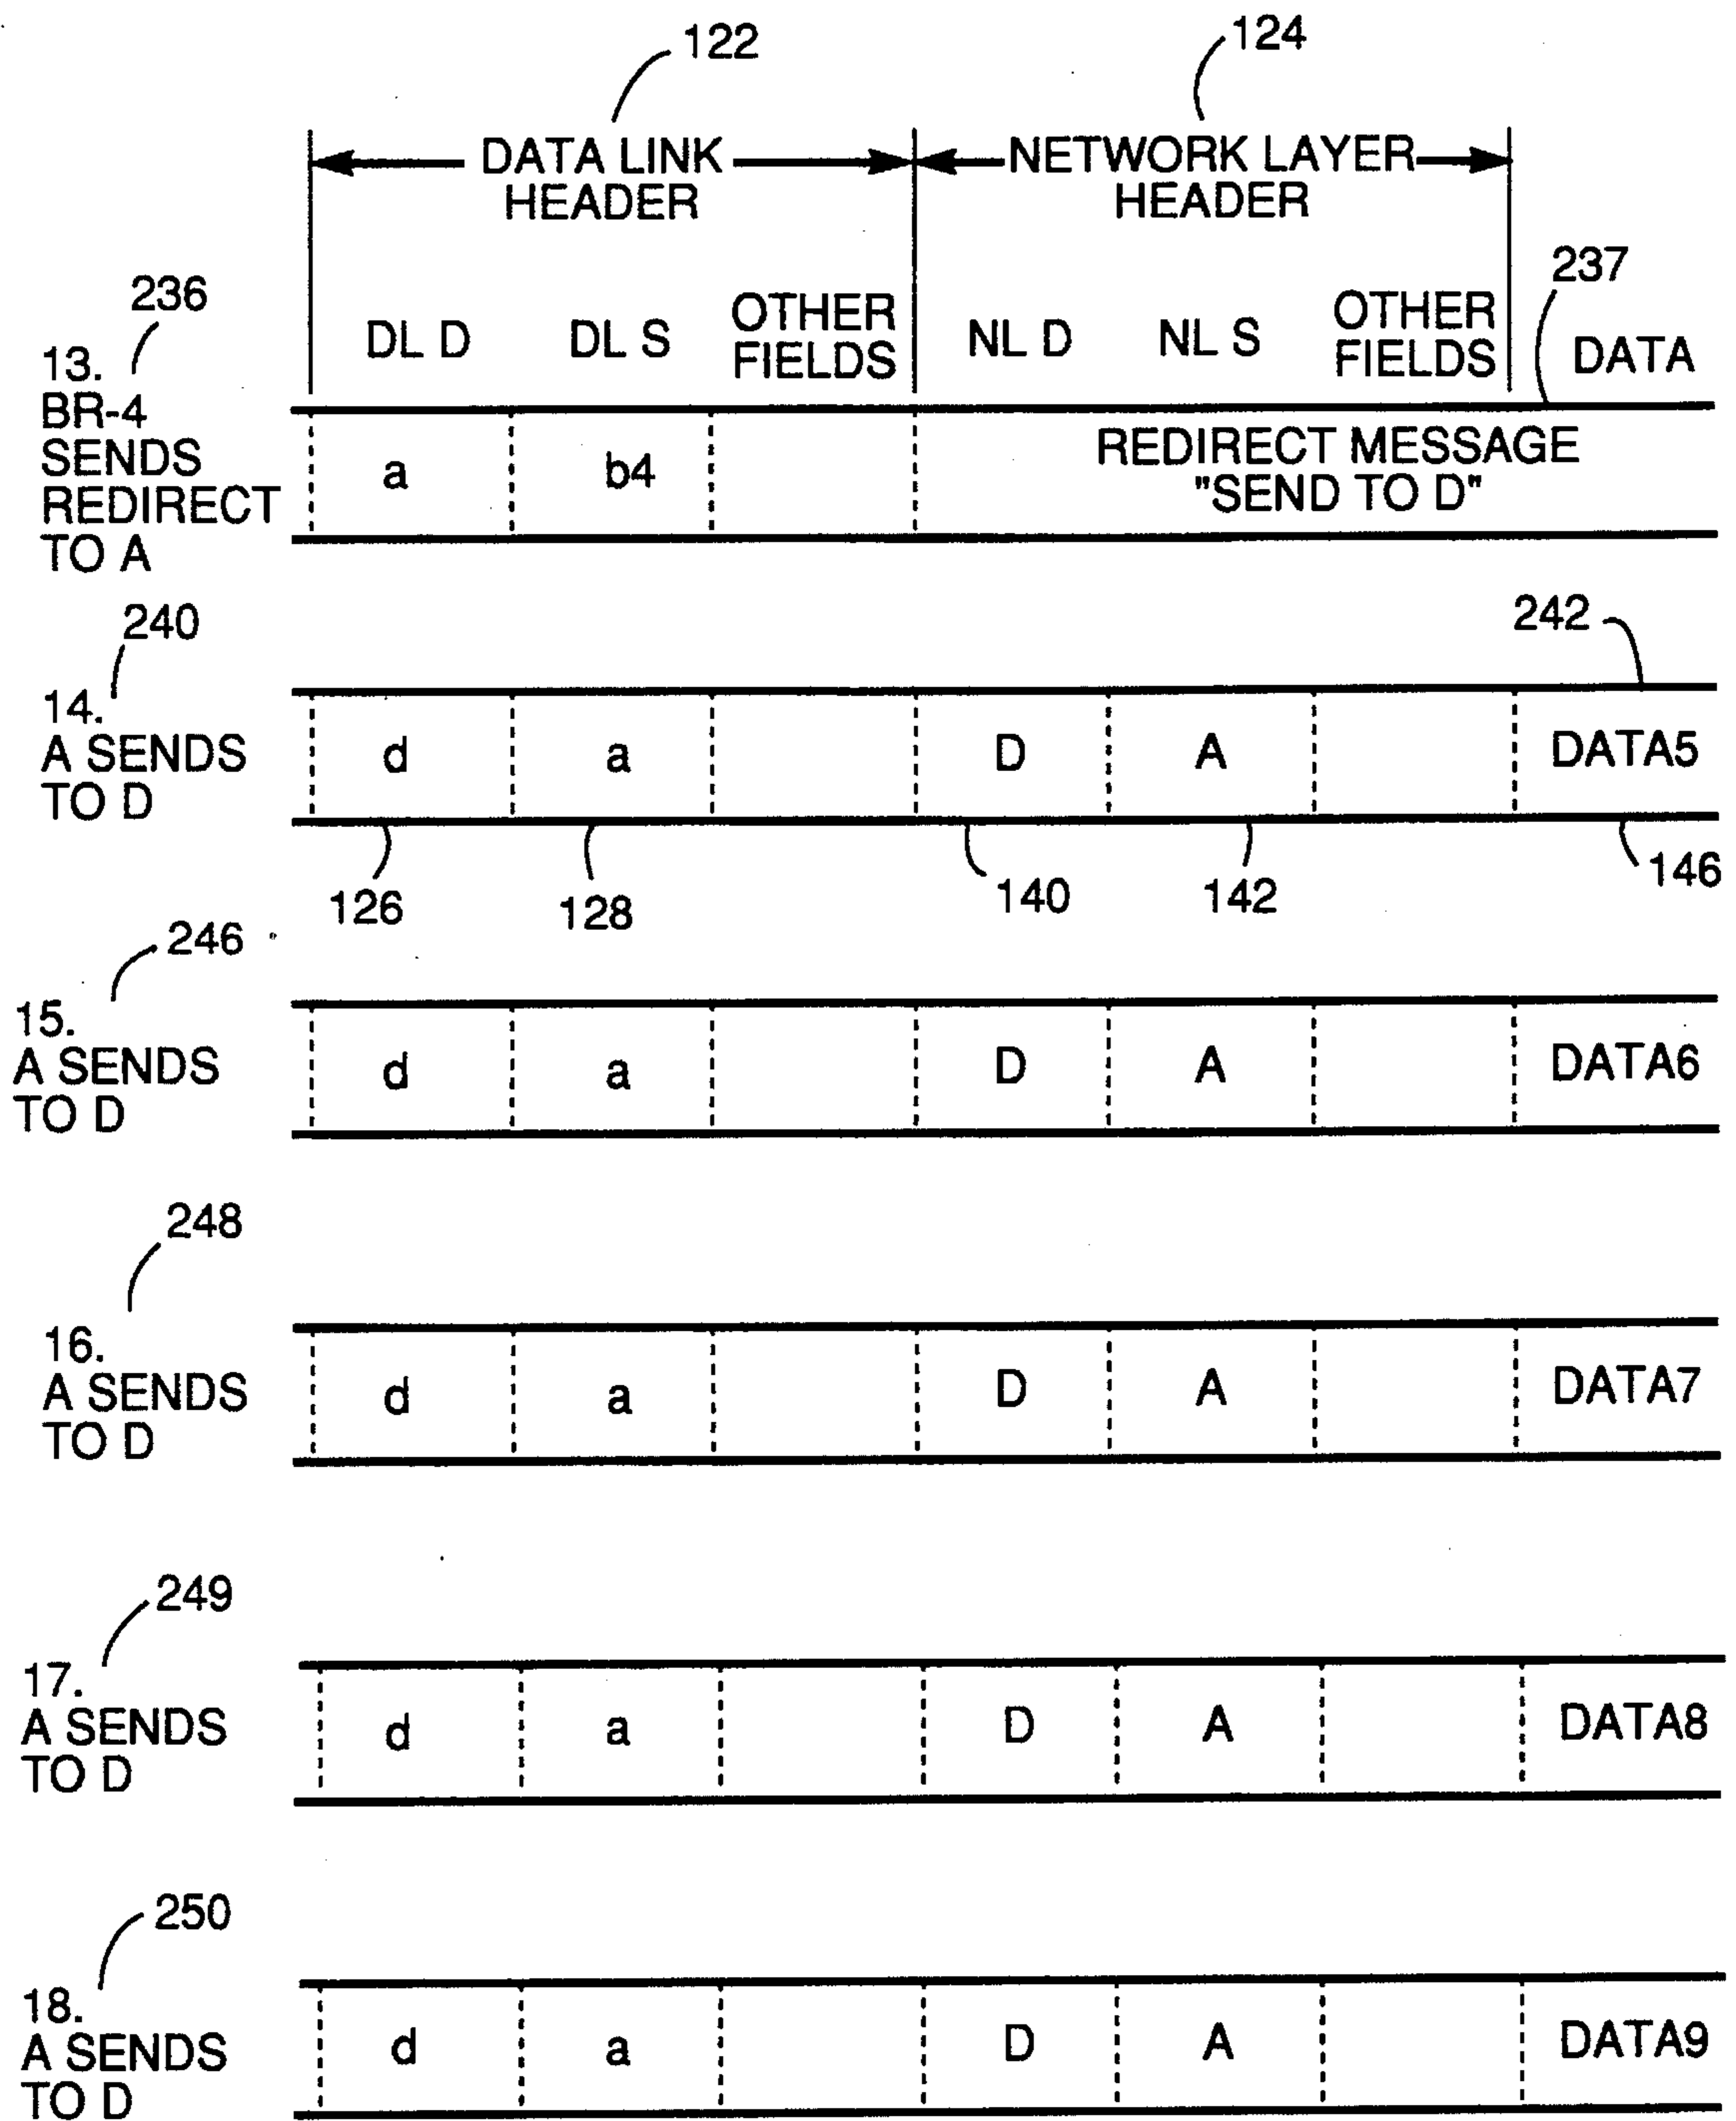 122
124
DATA LINK HEADER
NETWORK LAYER HEADER
236
237
DL D
DL S
OTHER FIELDS
NL D
NL S
OTHER FIELDS
DATA
13.
BR-4
SENDS
REDIRECT
TO A
a
b4
REDIRECT MESSAGE
"SEND TO D"
240
242
14.
A SENDS
TO D
d
a
D
A
DATA5
126
128
140
142
146
246
15.
A SENDS
TO D
d
a
D
A
DATA6
248
16.
A SENDS
TO D
d
a
D
A
DATA7
249
17.
A SENDS
TO D
d
a
D
A
DATA8
250
18.
A SENDS
TO D
d
a
D
A
DATA9